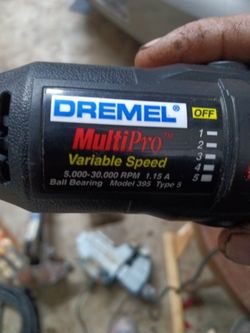 DREMEL®
MultiPro™
Variable Speed
5,000-30,000 RPM 1.15 A
Ball Bearing Model 395 Type 5
OFF
1
2
3
4
5